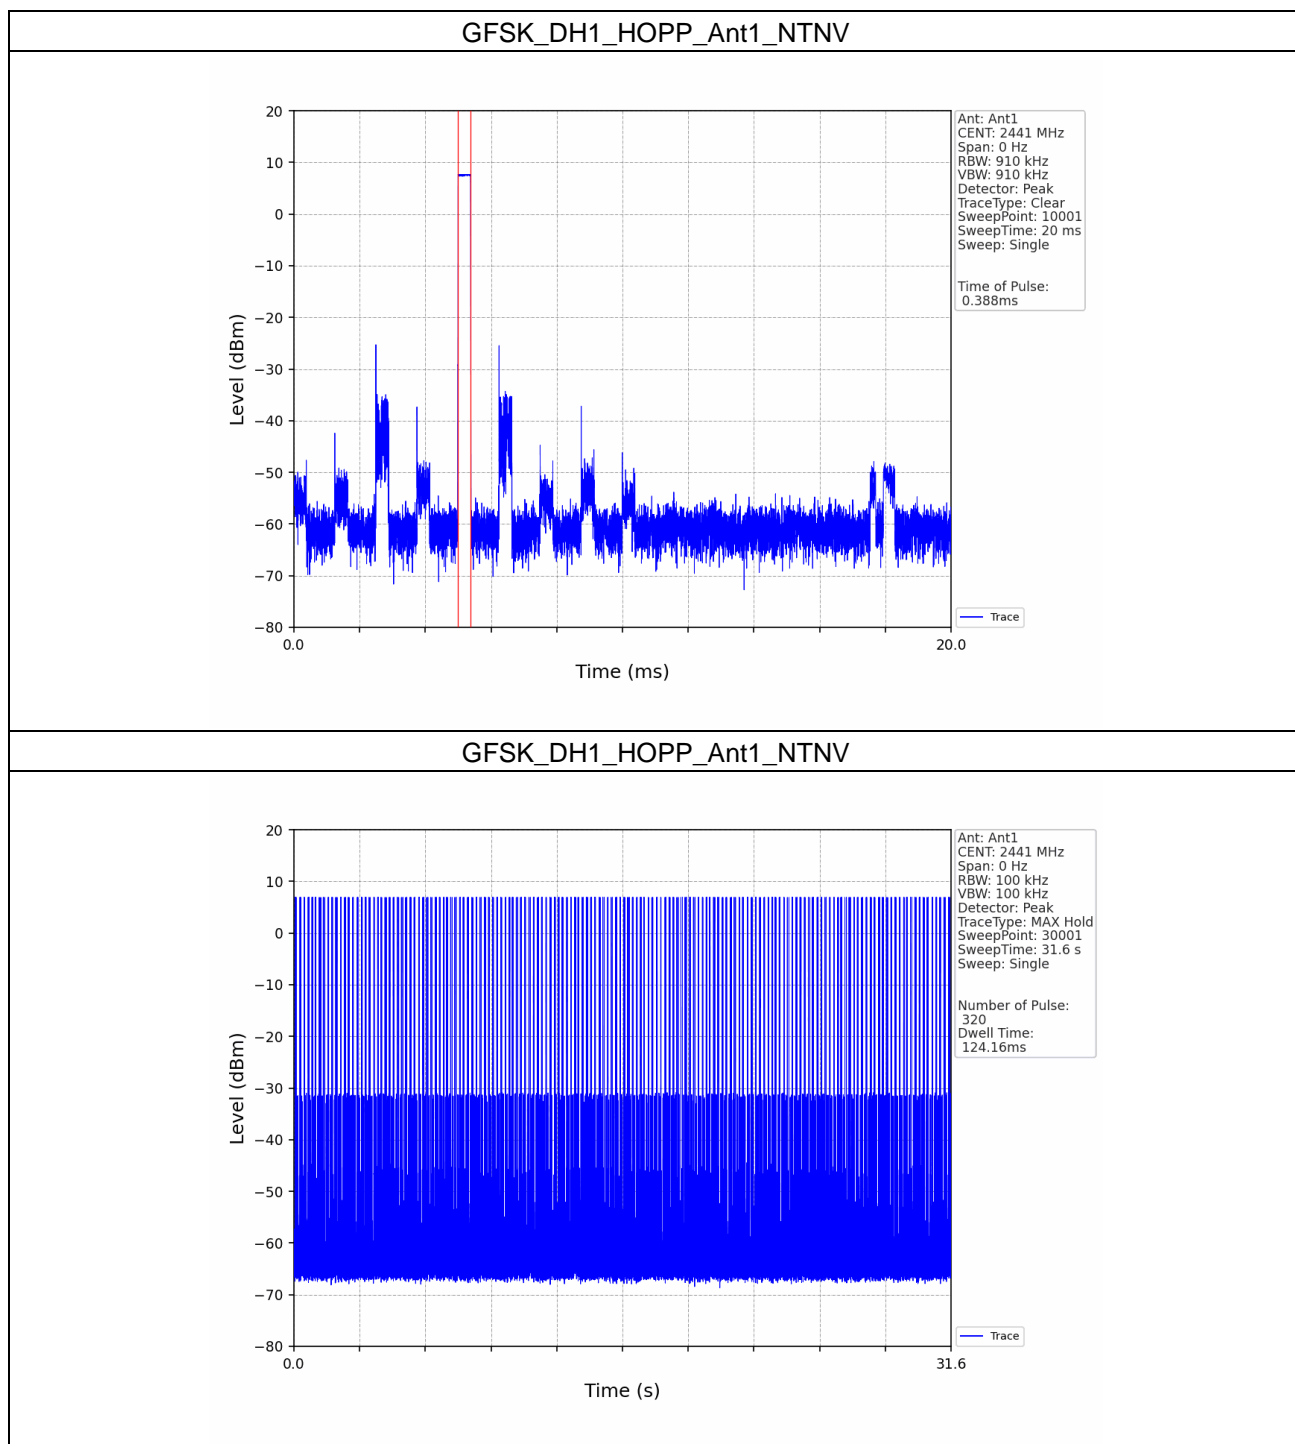 GFSK_DH1_HOPP_Ant1_NTNV
20
10
0
−10
−20
−30
−40
−50
−60
−70
−80
Level (dBm)
0.0
20.0
Time (ms)
Ant: Ant1
CENT: 2441 MHz
Span: 0 Hz
RBW: 910 kHz
VBW: 910 kHz
Detector: Peak
TraceType: Clear
SweepPoint: 10001
SweepTime: 20 ms
Sweep: Single
Time of Pulse:
0.388ms
Trace
GFSK_DH1_HOPP_Ant1_NTNV
20
10
0
−10
−20
−30
−40
−50
−60
−70
−80
Level (dBm)
0.0
31.6
Time (s)
Ant: Ant1
CENT: 2441 MHz
Span: 0 Hz
RBW: 100 kHz
VBW: 100 kHz
Detector: Peak
TraceType: MAX Hold
SweepPoint: 30001
SweepTime: 31.6 s
Sweep: Single
Number of Pulse:
320
Dwell Time:
124.16ms
Trace